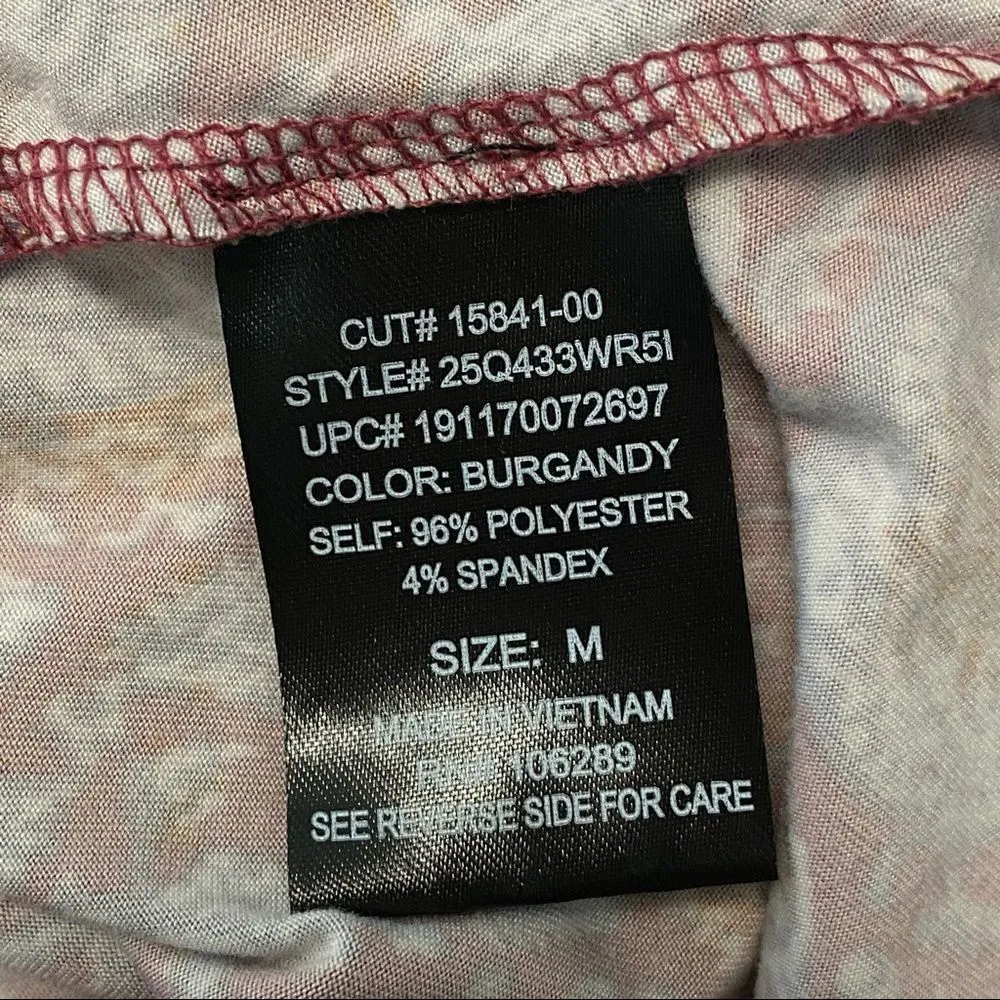 CUT# 15841-00
STYLE# 25Q433WR5I
UPC# 191170072697
COLOR: BURGANDY
SELF: 96% POLYESTER
4% SPANDEX
SIZE: M
MADE IN VIETNAM
RN# 106289
SEE REVERSE SIDE FOR CARE